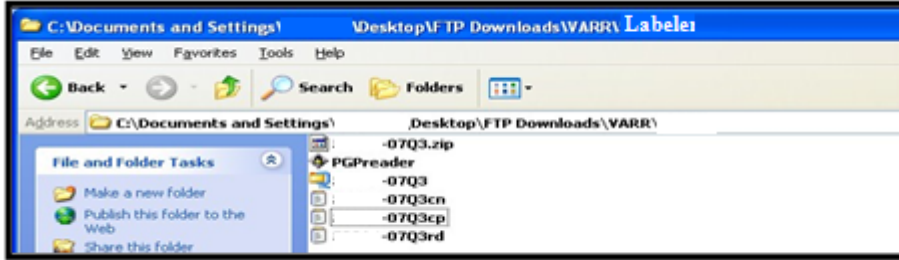 C:\Documents and Settings\ \Desktop\FTP Downloads\VARR\ Labeler
File Edit View Favorites Tools Help
Back Search Folders
Address C:\Documents and Settings\ Desktop\FTP Downloads\VARR\
File and Folder Tasks
Make a new folder
Publish this folder to the
Web
Share this folder
-07Q3.zip
PGPreader
-07Q3
-07Q3cn
-07Q3cp
-07Q3rd